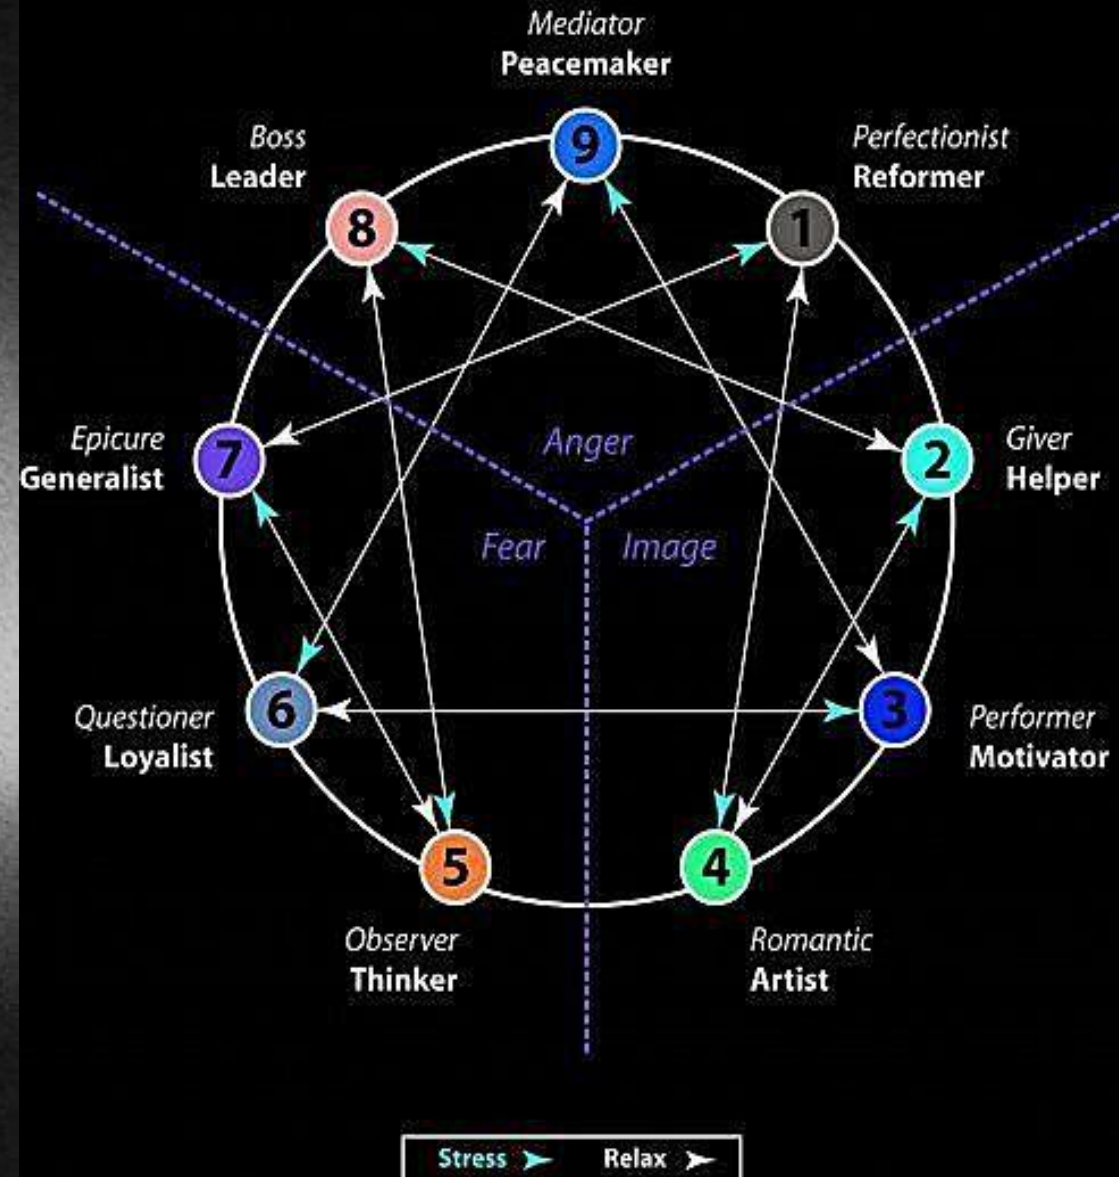 Mediator
Peacemaker
9
Boss
Leader
8
Perfectionist
Reformer
1
Epicure
Generalist
7
Anger
Giver
Helper
2
Fear
Image
Questioner
Loyalist
6
Performer
Motivator
3
5
4
Observer
Thinker
Romantic
Artist
Stress Relax